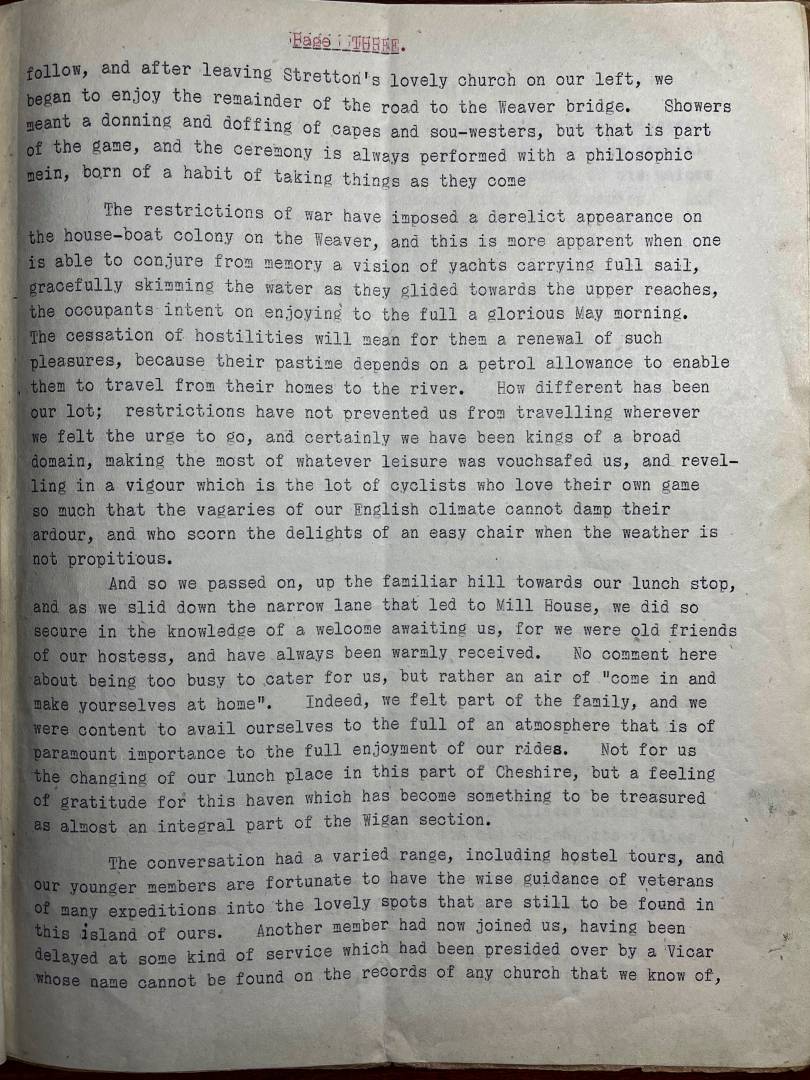 Page THREE.
follow, and after leaving Stretton's lovely church on our left, we
began to enjoy the remainder of the road to the Weaver bridge. Showers
meant a donning and doffing of capes and sou-westers, but that is part
of the game, and the ceremony is always performed with a philosophic
mein, born of a habit of taking things as they come
The restrictions of war have imposed a derelict appearance on
the house-boat colony on the Weaver, and this is more apparent when one
is able to conjure from memory a vision of yachts carrying full sail,
gracefully skimming the water as they glided towards the upper reaches,
the occupants intent on enjoying to the full a glorious May morning.
The cessation of hostilities will mean for them a renewal of such
pleasures, because their pastime depends on a petrol allowance to enable
them to travel from their homes to the river. How different has been
our lot; restrictions have not prevented us from travelling wherever
we felt the urge to go, and certainly we have been kings of a broad
domain, making the most of whatever leisure was vouchsafed us, and revel-
ling in a vigour which is the lot of cyclists who love their own game
so much that the vagaries of our English climate cannot damp their
ardour, and who scorn the delights of an easy chair when the weather is
not propitious.
And so we passed on, up the familiar hill towards our lunch stop,
and as we slid down the narrow lane that led to Mill House, we did so
secure in the knowledge of a welcome awaiting us, for we were old friends
of our hostess, and have always been warmly received. No comment here
about being too busy to cater for us, but rather an air of "come in and
make yourselves at home". Indeed, we felt part of the family, and we
were content to avail ourselves to the full of an atmosphere that is of
paramount importance to the full enjoyment of our rides. Not for us
the changing of our lunch place in this part of Cheshire, but a feeling
of gratitude for this haven which has become something to be treasured
as almost an integral part of the Wigan section.
The conversation had a varied range, including hostel tours, and
our younger members are fortunate to have the wise guidance of veterans
of many expeditions into the lovely spots that are still to be found in
this island of ours. Another member had now joined us, having been
delayed at some kind of service which had been presided over by a Vicar
whose name cannot be found on the records of any church that we know of,